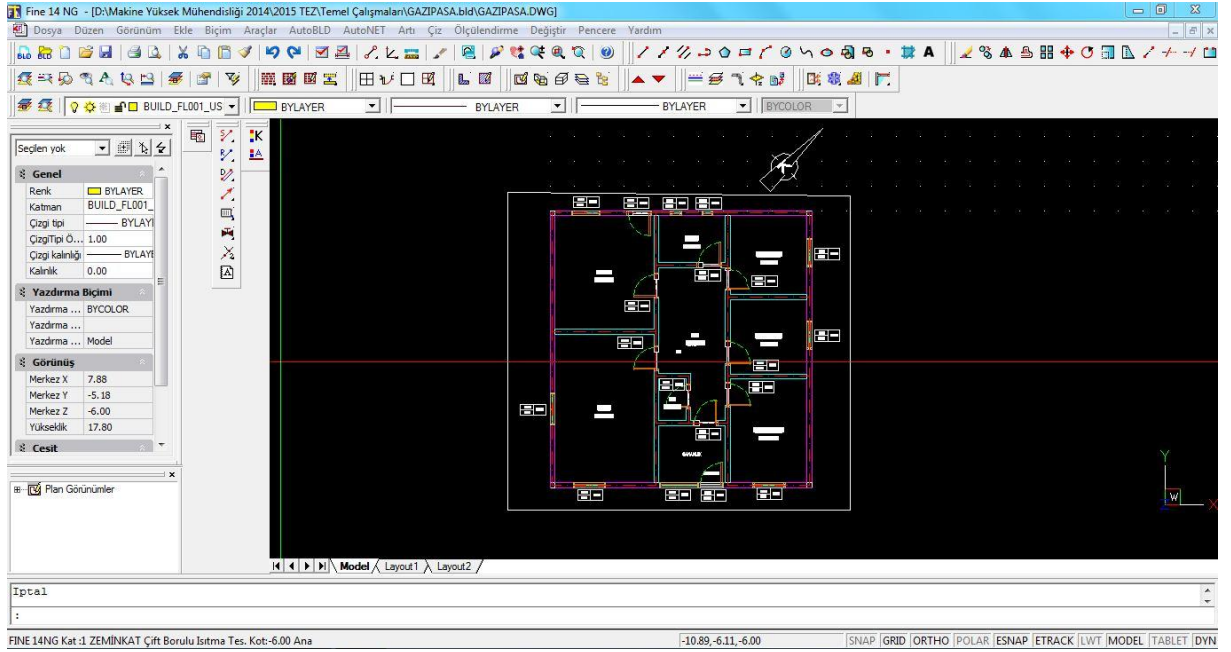 Fine 14 NG - [D:\Makine Yüksek Mühendisliği 2014\2015 TEZ\Temel Çalışmaları\GAZIPASA.bld\GAZIPASA.DWG]
Dosya Düzen Görünüm Ekle Biçim Araçlar AutoBLD AutoNET Artı Çiz Ölçülendirme Değiştir Pencere Yardım
BUILD_FL001_US BYLAYER BYLAYER BYLAYER BYCOLOR
Seçilen yok
Genel
Renk BYLAYER
Katman BUILD_FL001_
Çizgi tipi BYLAYI
ÇizgiTipi Ö... 1.00
Çizgi kalınlığı BYLAYE
Kalınlık 0.00
Yazdırma Biçimi
Yazdırma ... BYCOLOR
Yazdırma ...
Yazdırma ... Model
Görünüş
Merkez X 7.88
Merkez Y -5.18
Merkez Z -6.00
Yükseklik 17.80
Cesit
Plan Görünümler
Y
W
X
Model Layout1 Layout2
Iptal
:
FINE 14NG Kat :1 ZEMİNKAT Çift Borulu Isıtma Tes. Kot:-6.00 Ana -10.89,-6.11,-6.00 SNAP GRID ORTHO POLAR ESNAP ETRACK LWT MODEL TABLET DYN